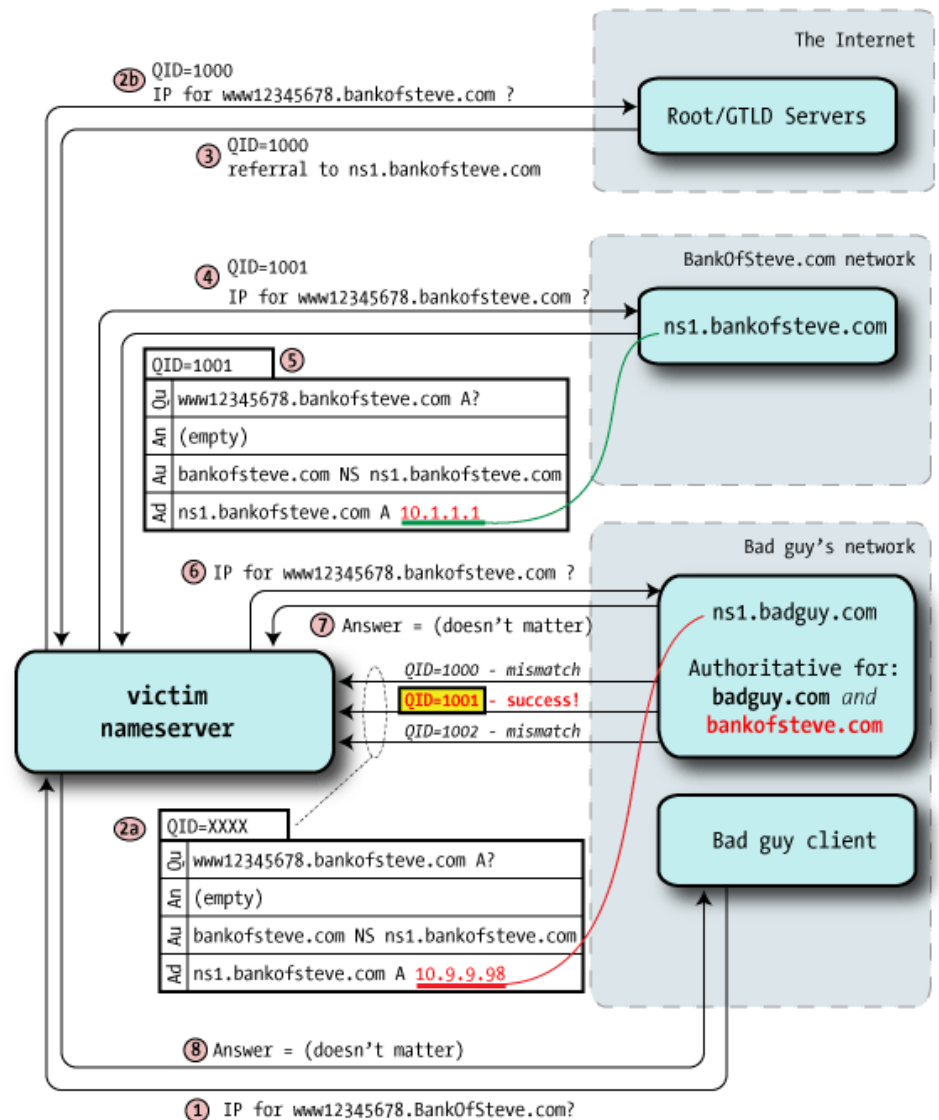 The Internet
2b QID=1000
IP for www12345678.bankofsteve.com ?
Root/GTLD Servers
3 QID=1000
referral to ns1.bankofsteve.com
BankOfSteve.com network
4 QID=1001
IP for www12345678.bankofsteve.com ?
ns1.bankofsteve.com
QID=1001 5
Qu www12345678.bankofsteve.com A?
An (empty)
Au bankofsteve.com NS ns1.bankofsteve.com
Ad ns1.bankofsteve.com A 10.1.1.1
Bad guy's network
6 IP for www12345678.bankofsteve.com ?
ns1.badguy.com
7 Answer = (doesn't matter)
Authoritative for:
badguy.com and
bankofsteve.com
QID=1000 - mismatch
QID=1001 - success!
QID=1002 - mismatch
victim
nameserver
2a QID=XXXX
Qu www12345678.bankofsteve.com A?
An (empty)
Au bankofsteve.com NS ns1.bankofsteve.com
Ad ns1.bankofsteve.com A 10.9.9.98
Bad guy client
8 Answer = (doesn't matter)
1 IP for www12345678.BankOfSteve.com?